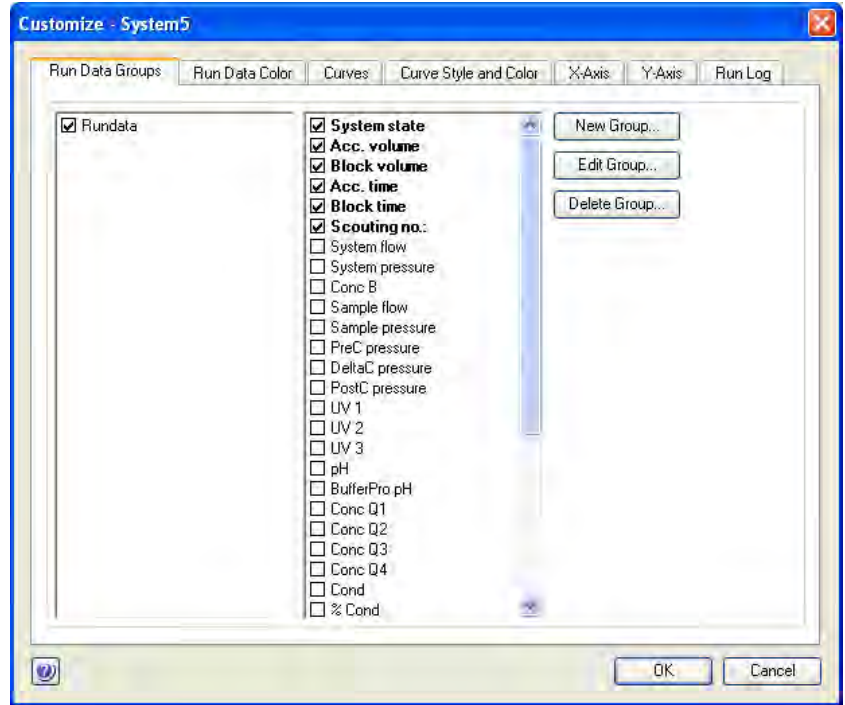 Customize - System5
Run Data Groups Run Data Color Curves Curve Style and Color X-Axis Y-Axis Run Log
Rundata
System state
Acc. volume
Block volume
Acc. time
Block time
Scouting no.:
System flow
System pressure
Conc B
Sample flow
Sample pressure
PreC pressure
DeltaC pressure
PostC pressure
UV 1
UV 2
UV 3
pH
BufferPro pH
Conc Q1
Conc Q2
Conc Q3
Conc Q4
Cond
% Cond
New Group...
Edit Group...
Delete Group...
OK Cancel